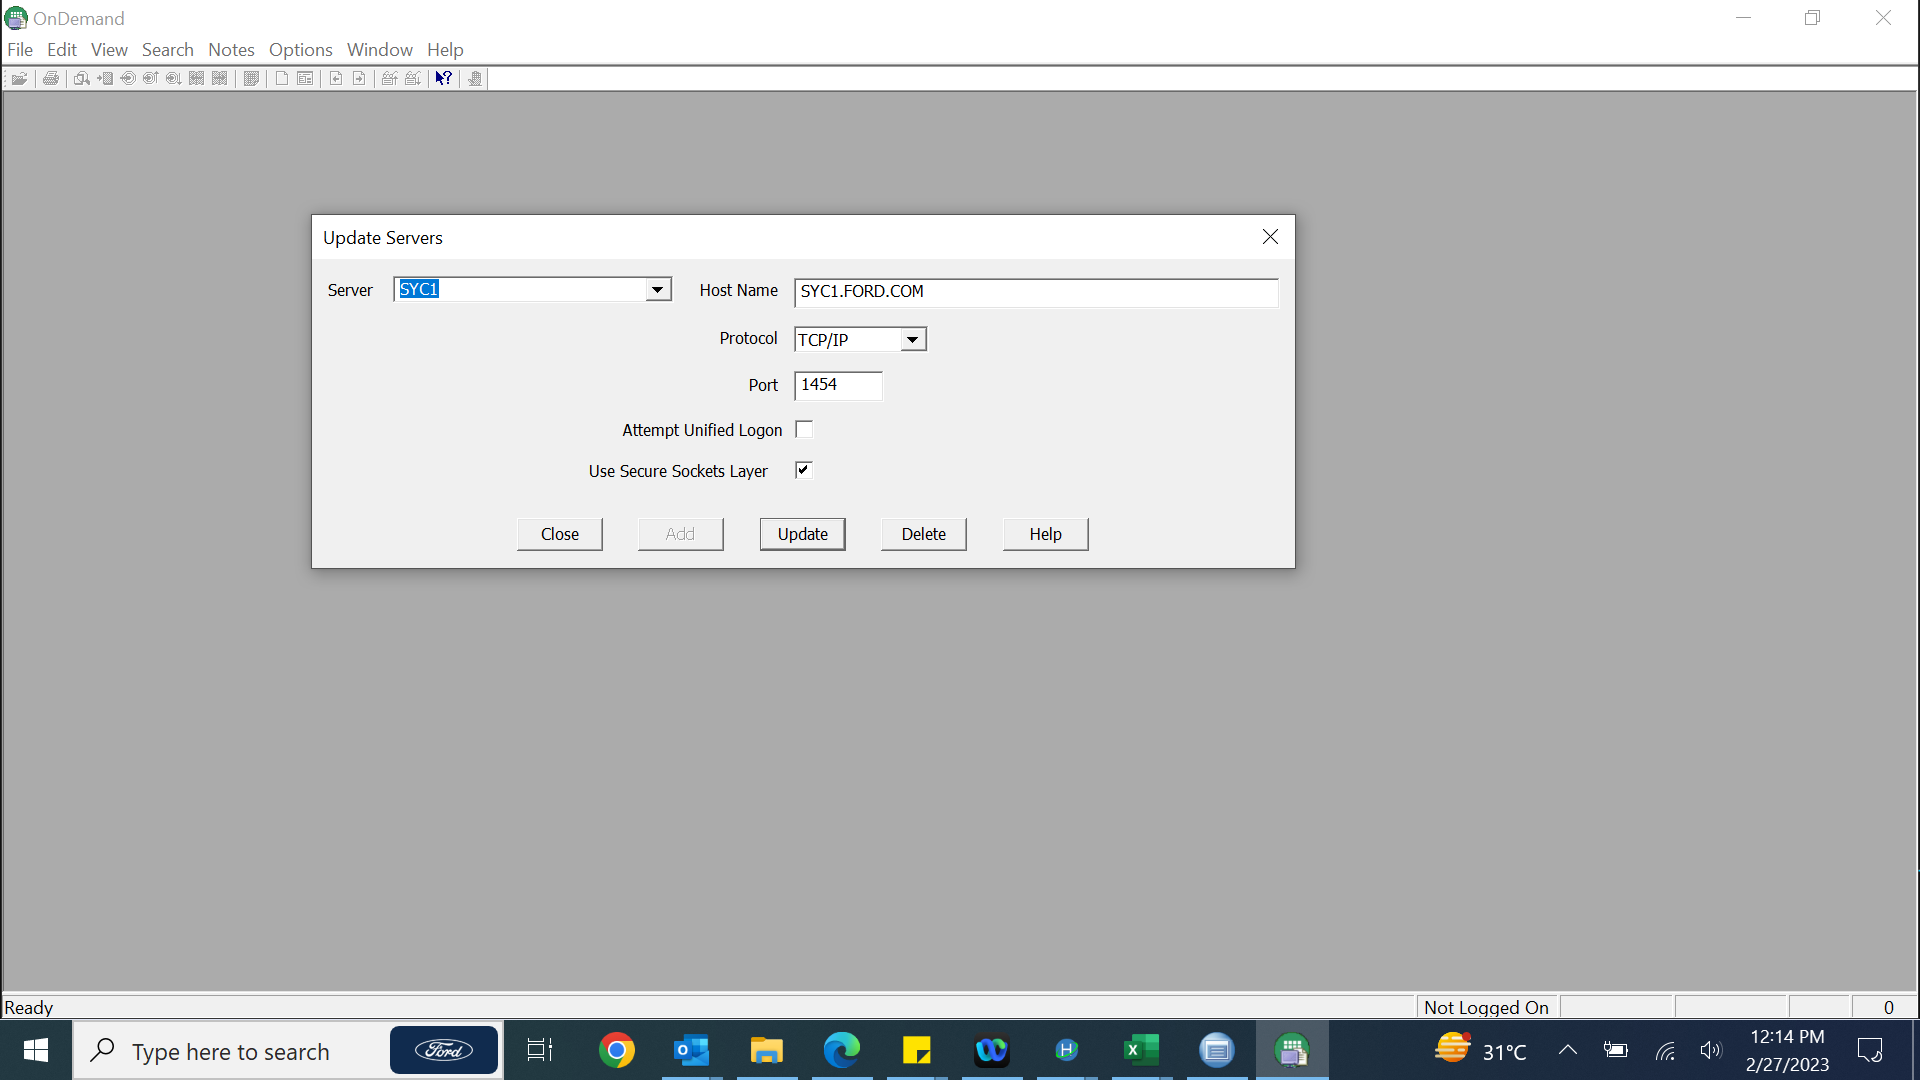 OnDemand
File Edit View Search Notes Options Window Help
Update Servers
Server SYC1 Host Name SYC1.FORD.COM
Protocol TCP/IP
Port 1454
Attempt Unified Logon
Use Secure Sockets Layer
Close Add Update Delete Help
Ready Not Logged On 0
Type here to search Ford 31°C 12:14 PM
2/27/2023